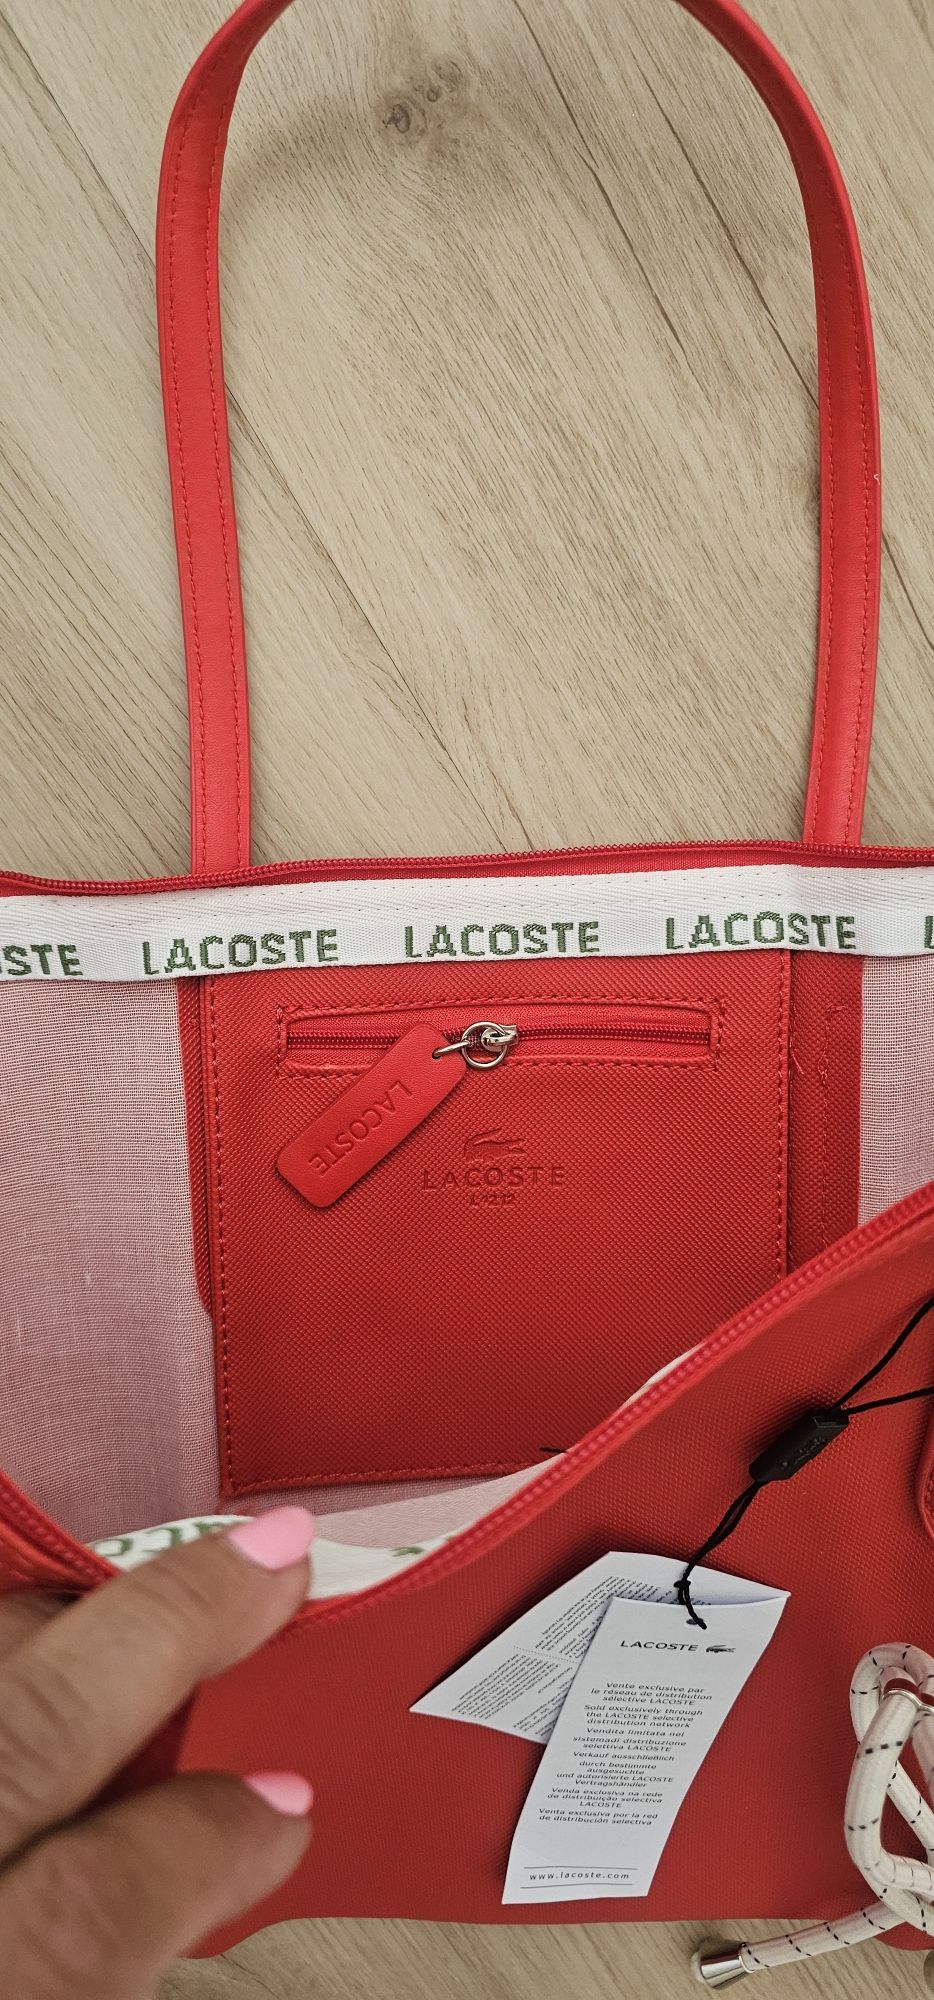 STE LACOSTE LACOSTE LACOSTE L
LACOSTE
LACOSTE
L1212
LACOSTE
Vente exclusive par
le réseau de distribution
sélective LACOSTE
Sold exclusively through
the LACOSTE selective
distribution network
Vendita limitata nel
sistemadi distribuzione
selettiva LACOSTE
Verkauf ausschließlich
durch bestimmte
ausgesuchte
und autorisierte LACOSTE
Vertragshändler
Venda exclusiva na rede
de distribuição selectiva
LACOSTE
Venta exclusiva por la red
de distribución selectiva
www.lacoste.com